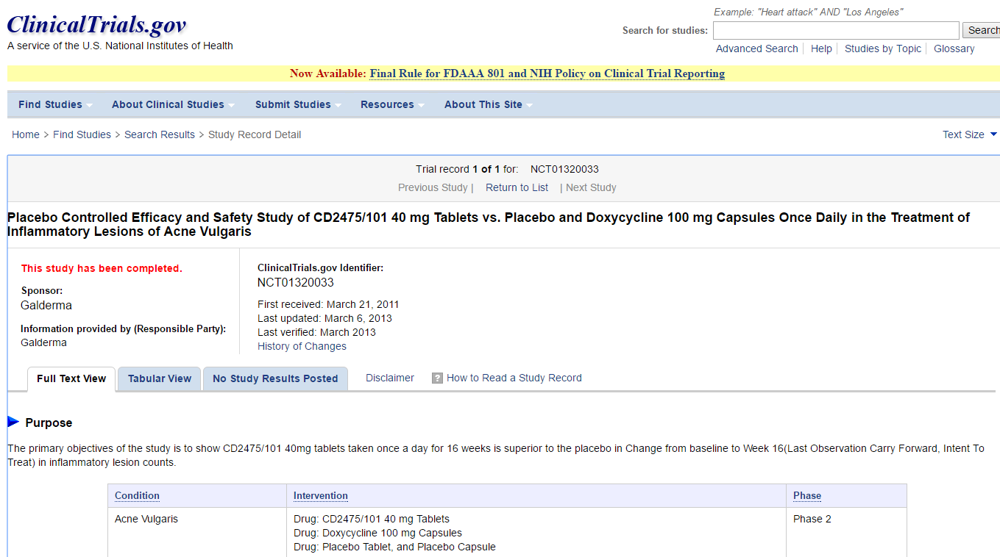 Example: "Heart attack" AND "Los Angeles"
ClinicalTrials.gov
Search for studies:
Search
A service of the U.S. National Institutes of Health
Advanced Search
Help
Studies by Topic
Glossary
Now Available: Final Rule for FDAAA 801 and NIH Policy on Clinical Trial Reporting
Find Studies
About Clinical Studies
Submit Studies
Resources
About This Site
Home > Find Studies > Search Results > Study Record Detail
Text Size
Trial record 1 of 1 for: NCT01320033
Previous Study | Return to List | Next Study
Placebo Controlled Efficacy and Safety Study of CD2475/101 40 mg Tablets vs. Placebo and Doxycycline 100 mg Capsules Once Daily in the Treatment of
Inflammatory Lesions of Acne Vulgaris
This study has been completed.
Sponsor:
Galderma
Information provided by (Responsible Party):
Galderma
ClinicalTrials.gov Identifier:
NCT01320033
First received: March 21, 2011
Last updated: March 6, 2013
Last verified: March 2013
History of Changes
Full Text View
Tabular View
No Study Results Posted
Disclaimer
? How to Read a Study Record
Purpose
The primary objectives of the study is to show CD2475/101 40mg tablets taken once a day for 16 weeks is superior to the placebo in Change from baseline to Week 16(Last Observation Carry Forward, Intent To
Treat) in inflammatory lesion counts.
Condition
Intervention
Phase
Acne Vulgaris
Drug: CD2475/101 40 mg Tablets
Drug: Doxycycline 100 mg Capsules
Drug: Placebo Tablet, and Placebo Capsule
Phase 2